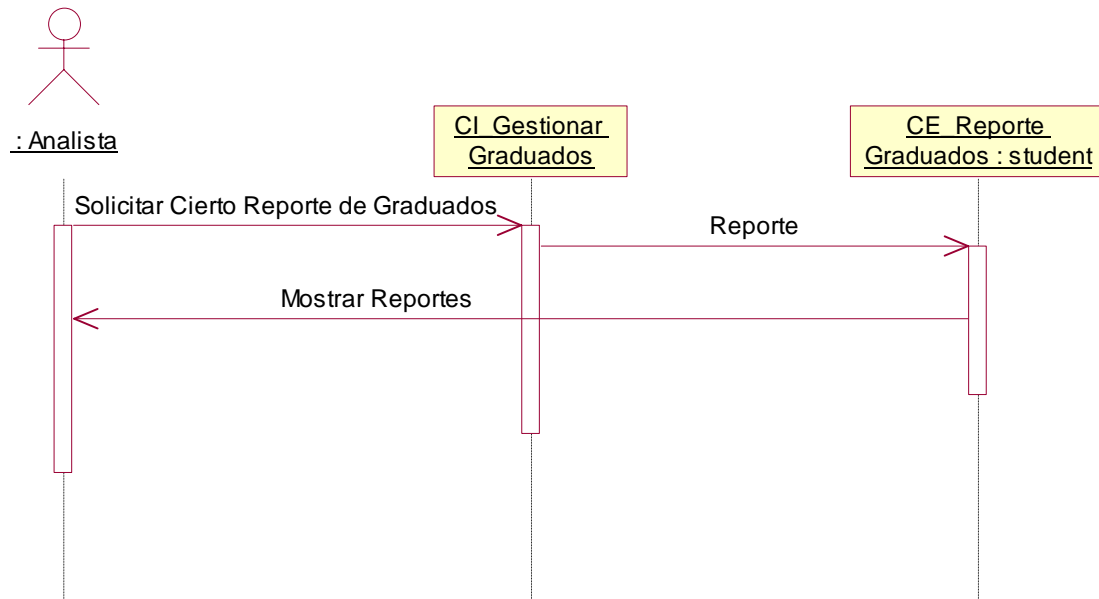 : Analista
CI_Gestionar
Graduados
CE_Reporte
Graduados : student
Solicitar Cierto Reporte de Graduados
Reporte
Mostrar Reportes